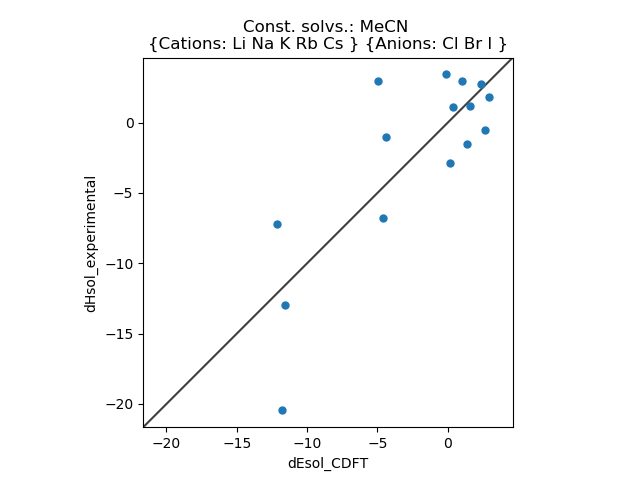 Const. solvs.: MeCN
{Cations: Li Na K Rb Cs } {Anions: Cl Br I }
0
−5
−10
−15
−20
dHsol_experimental
−20
−15
−10
−5
0
dEsol_CDFT